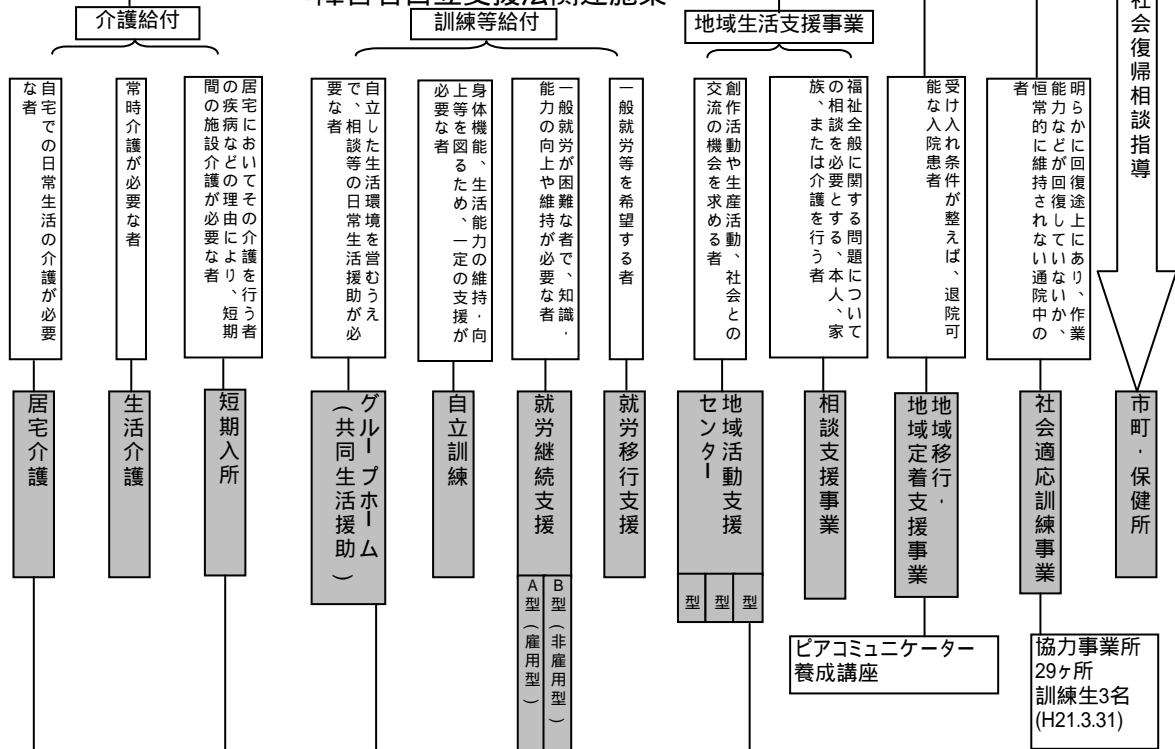 障害者自立支援法関連施策
介護給付
訓練等給付
地域生活支援事業
社会復帰相談指導
自宅での日常生活の介護が必要
な者
常時介護が必要な者
居宅においてその介護を行う者
の疾病などの理由により、短期
間の施設介護が必要な者
自立した生活環境を営むうえ
で、相談等の日常生活援助が必
要な者
身体機能、生活能力の維持・向
上等を図るため、一定の支援が
必要な者
一般就労が困難な者で、知識・
能力の向上や維持が必要な者
一般就労等を希望する者
創作活動や生産活動、社会との
交流の機会を求める者
福祉全般に関する問題について
の相談を必要とする、本人、家
族、または介護を行う者
受け入れ条件が整えば、退院可
能な入院患者
明らかに回復途上にあり、作業
能力などが回復していないか、
恒常的に維持されない通院中の
者
居宅介護
生活介護
短期入所
グループホーム
(共同生活援助)
自立訓練
就労継続支援
B型(非雇用型)
A型(雇用型)
就労移行支援
地域活動支援
センター
型
型
型
相談支援事業
地域移行・
地域定着支援事業
社会適応訓練事業
市町・保健所
ピアコミュニケーター
養成講座
協力事業所
29ヶ所
訓練生3名
(H21.3.31)